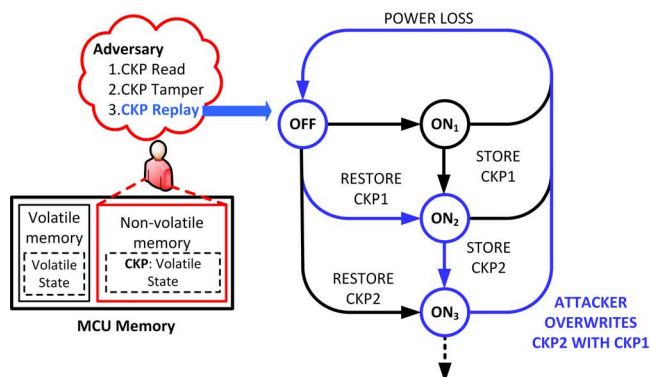 POWER LOSS
Adversary
1.CKP Read
2.CKP Tamper
3.CKP Replay
OFF
ON1
STORE
CKP1
RESTORE
CKP1
ON2
STORE
CKP2
RESTORE
CKP2
ON3
ATTACKER
OVERWRITES
CKP2 WITH CKP1
Volatile
memory
Volatile
State
Non-volatile
memory
CKP: Volatile
State
MCU Memory